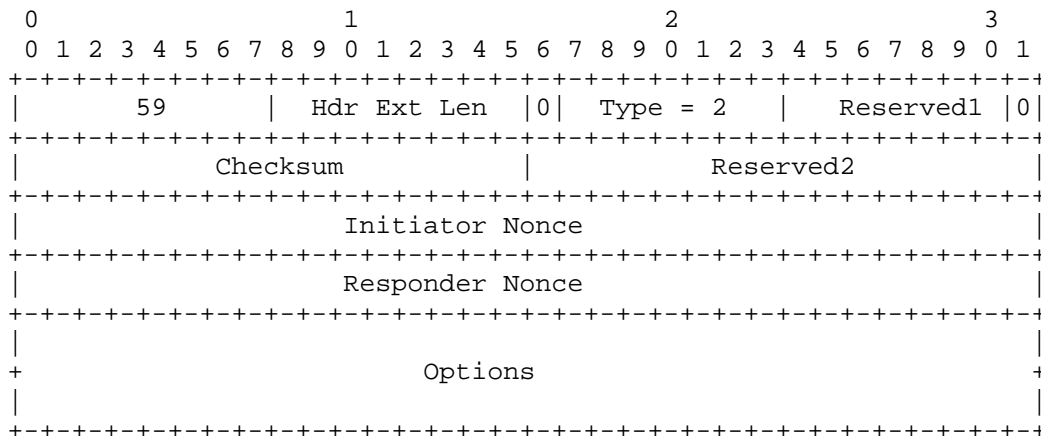 0                   1                   2                   3
 0 1 2 3 4 5 6 7 8 9 0 1 2 3 4 5 6 7 8 9 0 1 2 3 4 5 6 7 8 9 0 1
+-+-+-+-+-+-+-+-+-+-+-+-+-+-+-+-+-+-+-+-+-+-+-+-+-+-+-+-+-+-+-+-+
|       59      |  Hdr Ext Len  |0|  Type = 2   |   Reserved1 |0|
+-+-+-+-+-+-+-+-+-+-+-+-+-+-+-+-+-+-+-+-+-+-+-+-+-+-+-+-+-+-+-+-+
|            Checksum           |           Reserved2           |
+-+-+-+-+-+-+-+-+-+-+-+-+-+-+-+-+-+-+-+-+-+-+-+-+-+-+-+-+-+-+-+-+
|                    Initiator Nonce                            |
+-+-+-+-+-+-+-+-+-+-+-+-+-+-+-+-+-+-+-+-+-+-+-+-+-+-+-+-+-+-+-+-+
|                    Responder Nonce                            |
+-+-+-+-+-+-+-+-+-+-+-+-+-+-+-+-+-+-+-+-+-+-+-+-+-+-+-+-+-+-+-+-+
|                                                               |
+                         Options                               +
|                                                               |
+-+-+-+-+-+-+-+-+-+-+-+-+-+-+-+-+-+-+-+-+-+-+-+-+-+-+-+-+-+-+-+-+